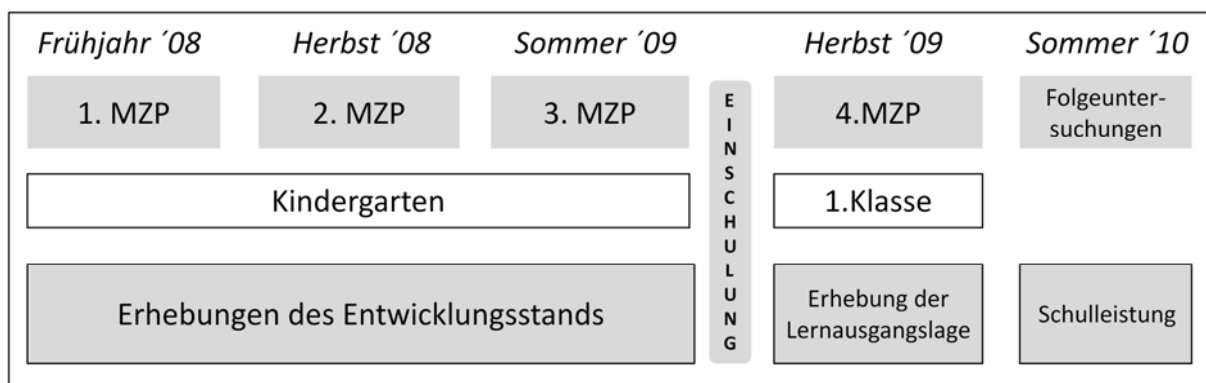 Frühjahr ´08
Herbst ´08
Sommer ´09
Herbst ´09
Sommer ´10
1. MZP
2. MZP
3. MZP
EINSCHULUNG
4.MZP
Folgeunter-
suchungen
Kindergarten
1.Klasse
Erhebungen des Entwicklungsstands
Erhebung der
Lernausgangslage
Schulleistung